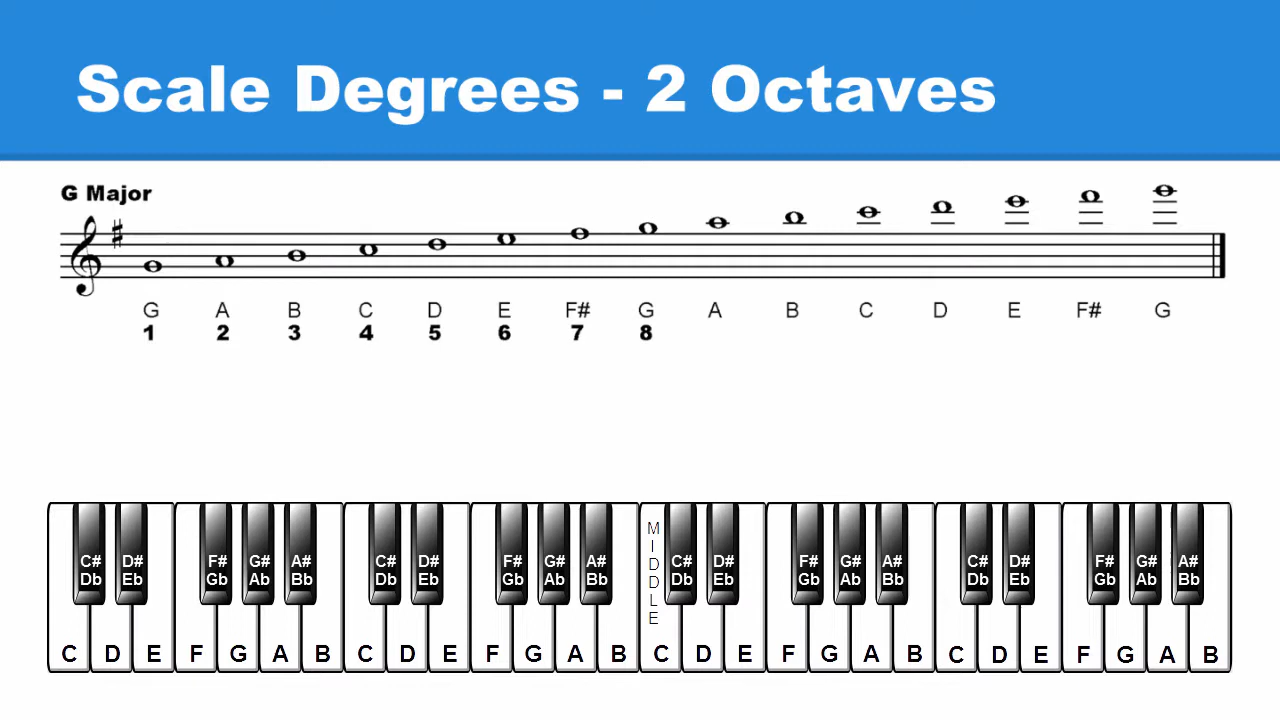 Scale Degrees - 2 Octaves
G Major
G A B C D E F# G A B C D E F# G
1 2 3 4 5 6 7 8
MIDDLE
C# D# F# G# A# C# D# F# G# A# C# D# F# G# A# C# D# F# G# A#
Db Eb Gb Ab Bb Db Eb Gb Ab Bb Db Eb Gb Ab Bb Db Eb Gb Ab Bb
C D E F G A B C D E F G A B C D E F G A B C D E F G A B